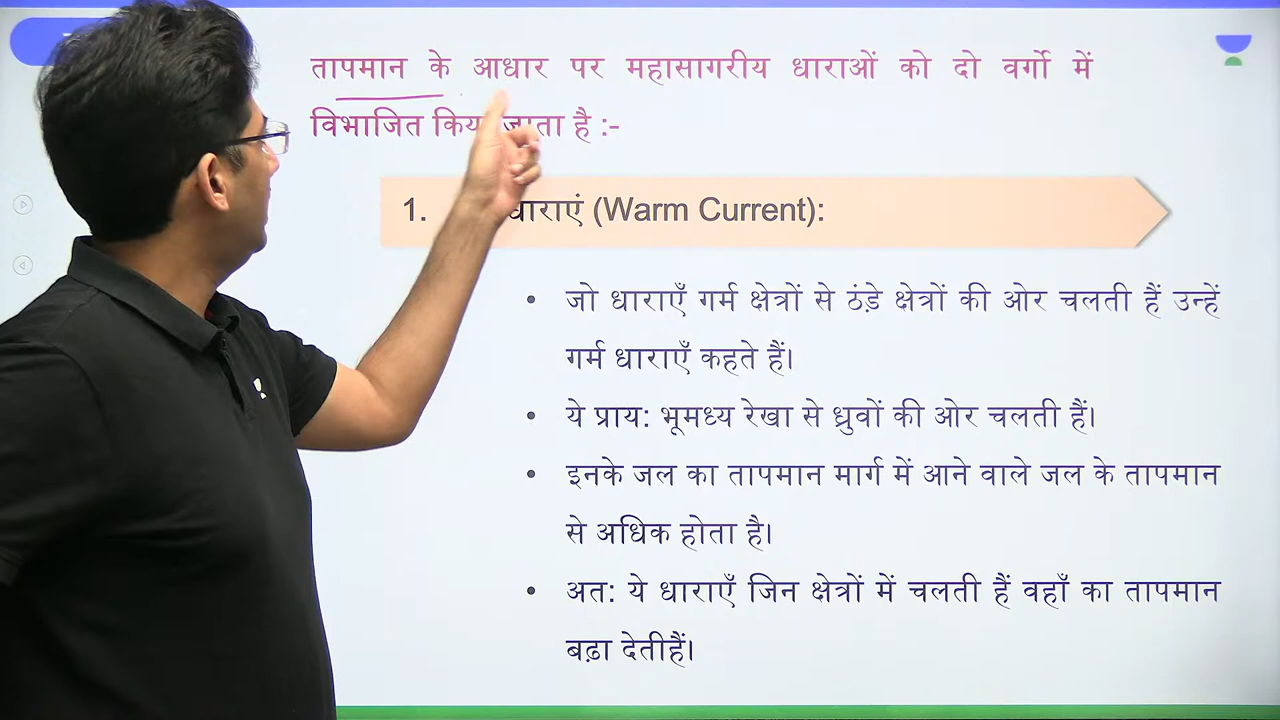 तापमान के आधार पर महासागरीय धाराओं को दो वर्गो में
विभाजित जाता है :-
1. (Warm Current):
• जो धाराएँ गर्म क्षेत्रों से ठंड़े क्षेत्रों की ओर चलती हैं उन्हें
गर्म धाराएँ कहते हैं।
• ये प्राय: भूमध्य रेखा से ध्रुवों की ओर चलती हैं।
• इनके जल का तापमान मार्ग में आने वाले जल के तापमान
से अधिक होता है।
• अत: ये धाराएँ जिन क्षेत्रों में चलती हैं वहाँ का तापमान
बढ़ा देतीहैं।